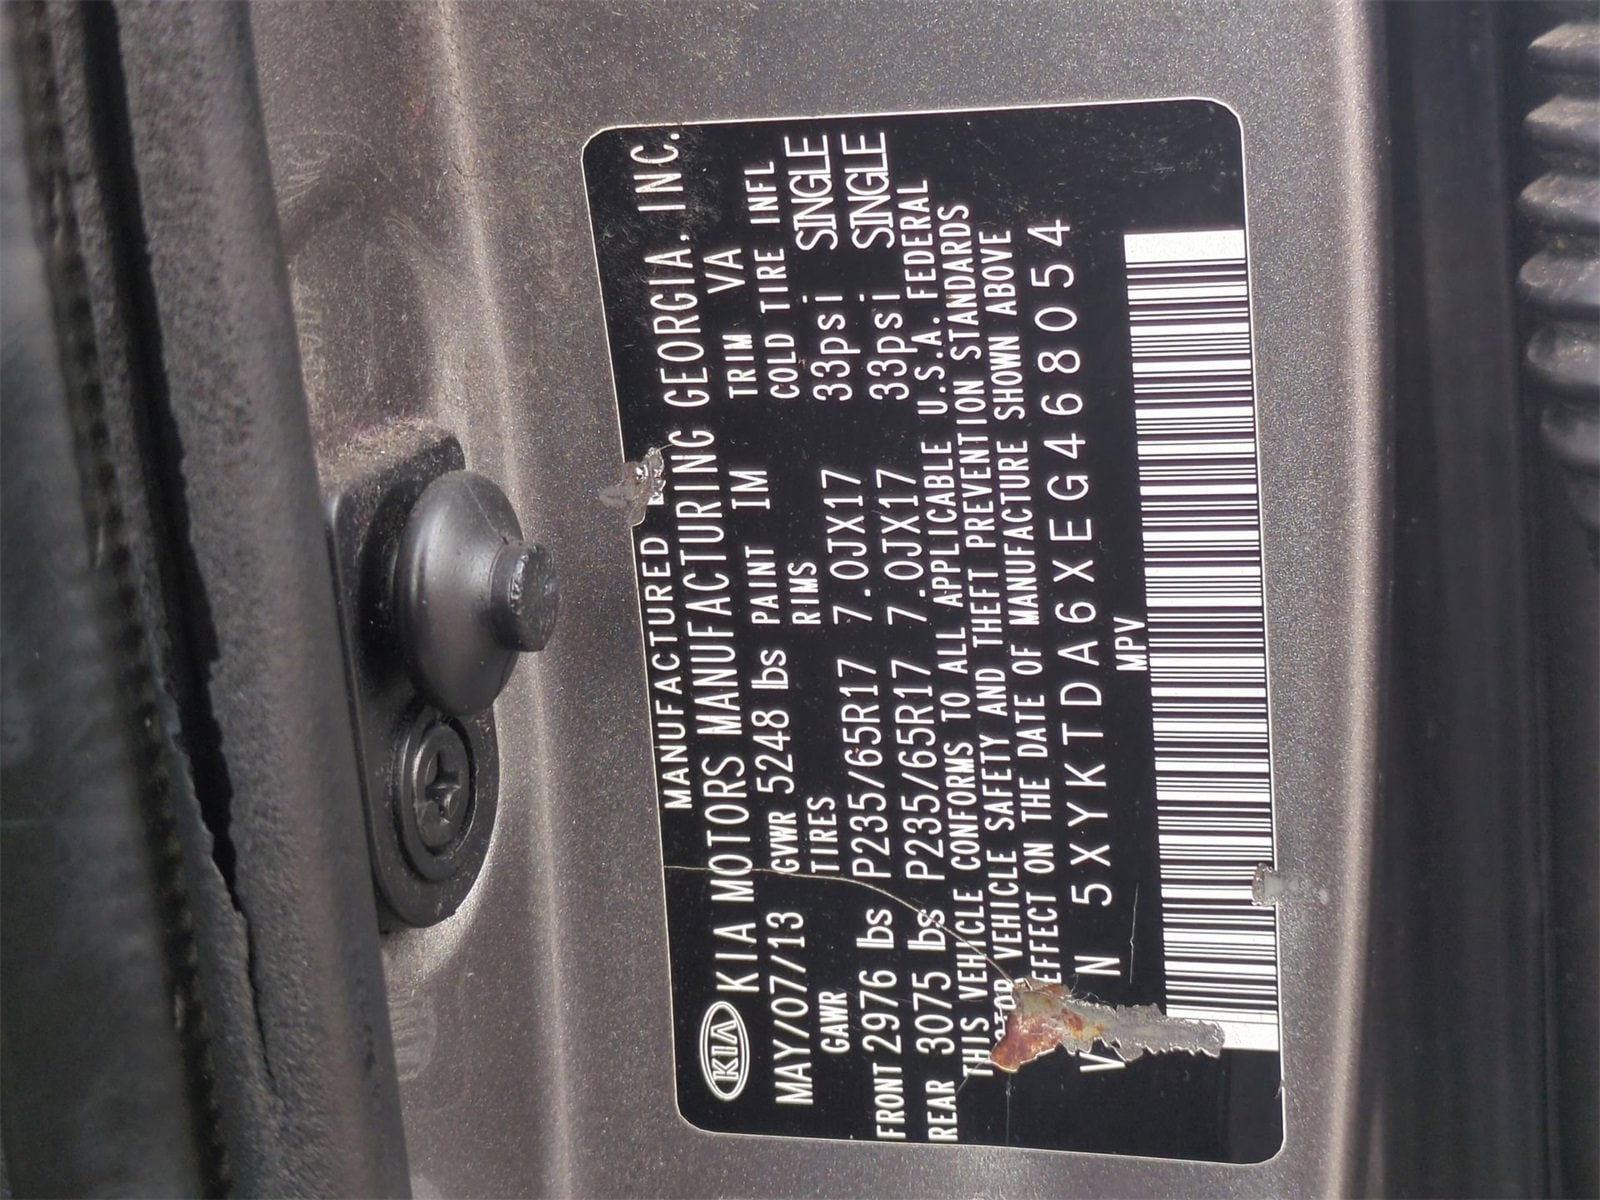 KIA
MANUFACTURED
KIA MOTORS MANUFACTURING GEORGIA, INC.
MAY/07/13 GVWR 5248 lbs PAINT IM TRIM VA
GAWR TIRES RIMS COLD TIRE INFL
FRONT 2976 lbs P235/65R17 7.0JX17 33psi SINGLE
REAR 3075 lbs P235/65R17 7.0JX17 33psi SINGLE
THIS VEHICLE CONFORMS TO ALL APPLICABLE U.S.A. FEDERAL
MOTOR VEHICLE SAFETY AND THEFT PREVENTION STANDARDS
EFFECT ON THE DATE OF MANUFACTURE SHOWN ABOVE
V N 5XYKTDA6XEG468054
MPV